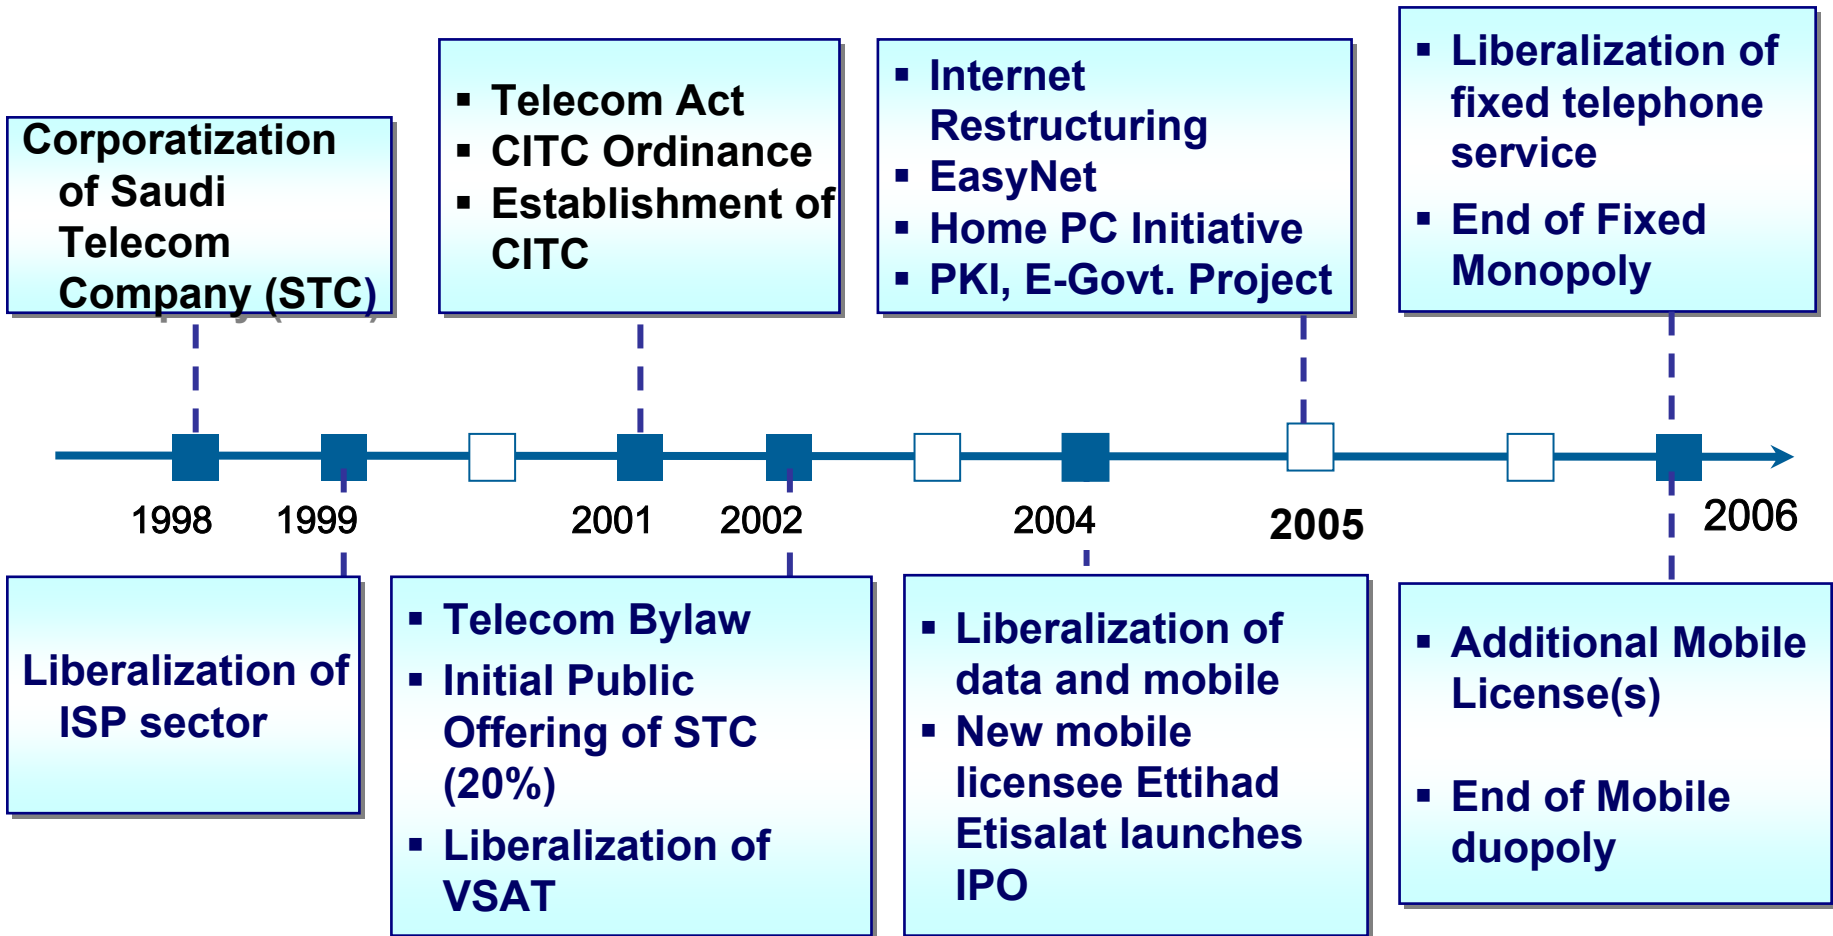 Corporatization
of Saudi
Telecom
Company (STC)
▪ Telecom Act
▪ CITC Ordinance
▪ Establishment of
CITC
▪ Internet
Restructuring
▪ EasyNet
▪ Home PC Initiative
▪ PKI, E-Govt. Project
▪ Liberalization of
fixed telephone
service
▪ End of Fixed
Monopoly
1998
1999
2001
2002
2004
2005
2006
Liberalization of
ISP sector
▪ Telecom Bylaw
▪ Initial Public
Offering of STC
(20%)
▪ Liberalization of
VSAT
▪ Liberalization of
data and mobile
▪ New mobile
licensee Ettihad
Etisalat launches
IPO
▪ Additional Mobile
License(s)
▪ End of Mobile
duopoly